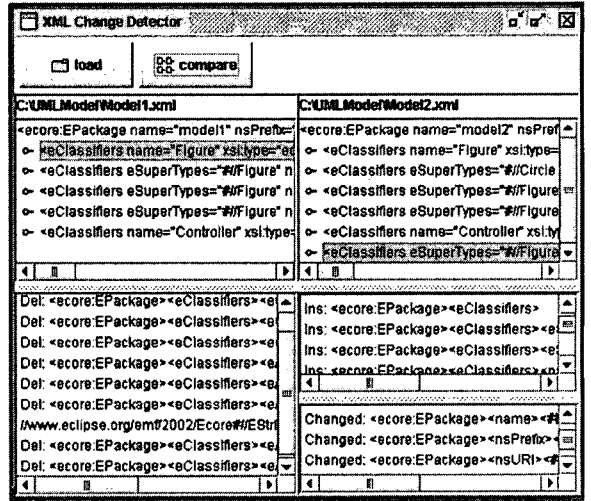 XML Change Detector
load
compare
C:\UMLModel\Model1.xml
<ecore:EPackage name="model1" nsPrefix="
<eClassifiers name="Figure" xsi:type="ec
<eClassifiers eSuperTypes="#//Figure" n
<eClassifiers eSuperTypes="#//Figure" n
<eClassifiers eSuperTypes="#//Figure" n
<eClassifiers name="Controller" xsi:type=
C:\UMLModel\Model2.xml
<ecore:EPackage name="model2" nsPref
<eClassifiers name="Figure" xsi:type=
<eClassifiers eSuperTypes="#//Circle
<eClassifiers eSuperTypes="#//Figure
<eClassifiers eSuperTypes="#//Figure
<eClassifiers name="Controller" xsi:ty
<eClassifiers eSuperTypes="#//Figure
Del: <ecore:EPackage><eClassifiers><e
Del: <ecore:EPackage><eClassifiers>
Del: <ecore:EPackage><eClassifiers><e
Del: <ecore:EPackage><eClassifiers><e
Del: <ecore:EPackage><eClassifiers><e
Del: <ecore:EPackage><eClassifiers><e
//www.eclipse.org/emf/2002/Ecore#//EStri
Del: <ecore:EPackage><eClassifiers><e
Del: <ecore:EPackage><eClassifiers><e
Ins: <ecore:EPackage><eClassifiers>
Ins: <ecore:EPackage><eClassifiers><e
Ins: <ecore:EPackage><eClassifiers><e
Ins: <ecore:EPackage><eClassifiers><e
Changed: <ecore:EPackage><name><#
Changed: <ecore:EPackage><nsPrefix><
Changed: <ecore:EPackage><nsURI><#